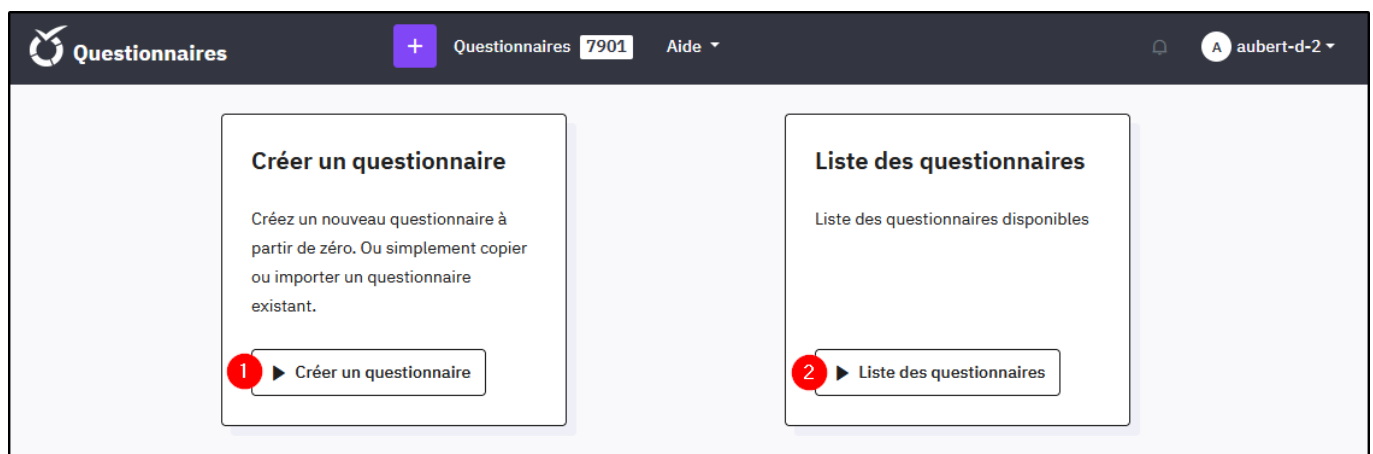 Questionnaires + Questionnaires 7901 Aide A aubert-d-2
Créer un questionnaire
Créez un nouveau questionnaire à
partir de zéro. Ou simplement copier
ou importer un questionnaire
existant.
1 Créer un questionnaire
Liste des questionnaires
Liste des questionnaires disponibles
2 Liste des questionnaires